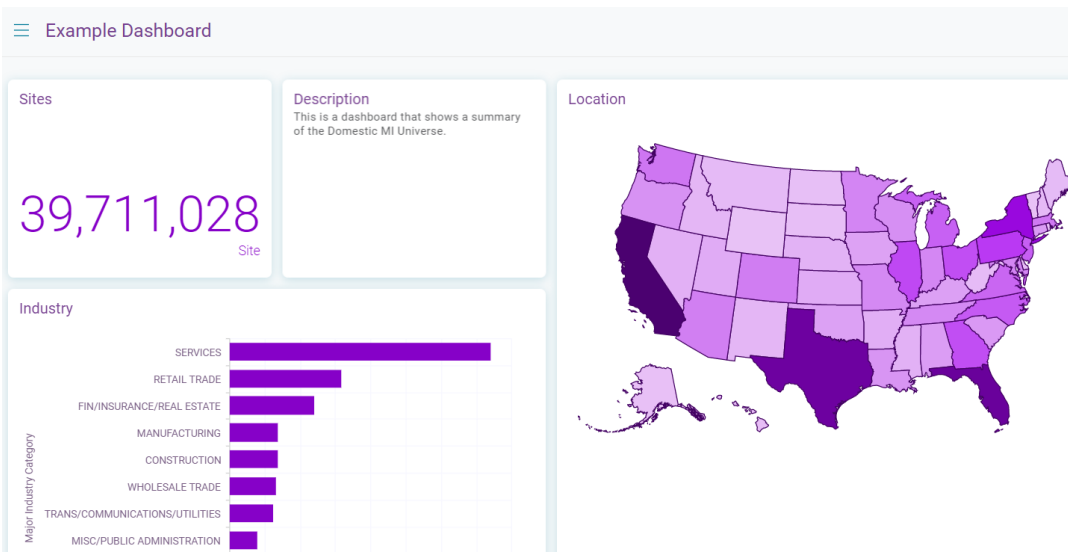 Example Dashboard
Sites
39,711,028
Site
Description
This is a dashboard that shows a summary
of the Domestic MI Universe.
Location
Industry
Major Industry Category
SERVICES
RETAIL TRADE
FIN/INSURANCE/REAL ESTATE
MANUFACTURING
CONSTRUCTION
WHOLESALE TRADE
TRANS/COMMUNICATIONS/UTILITIES
MISC/PUBLIC ADMINISTRATION